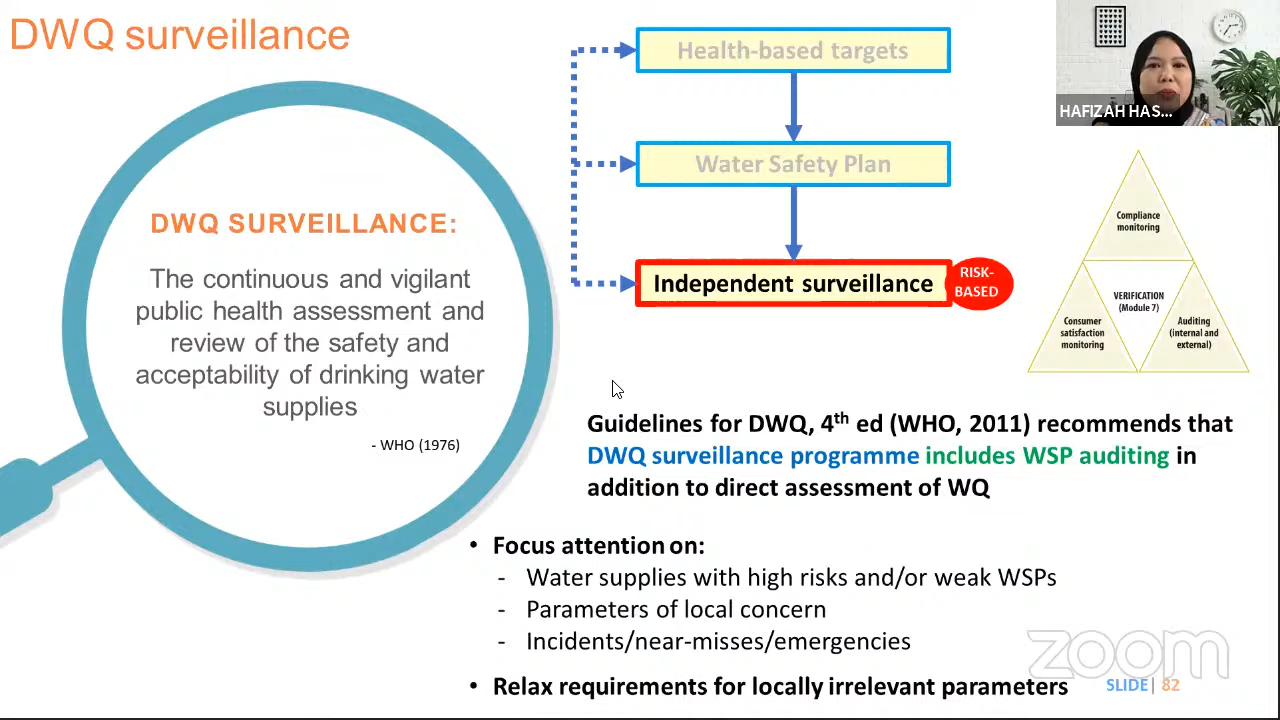 DWQ surveillance
DWQ SURVEILLANCE:
The continuous and vigilant
public health assessment and
review of the safety and
acceptability of drinking water
supplies
- WHO (1976)
Health-based targets
Water Safety Plan
Independent surveillance
RISK-
BASED
HAFIZAH HAS...
Compliance
monitoring
VERIFICATION
(Module 7)
Consumer
satisfaction
monitoring
Auditing
(internal and
external)
Guidelines for DWQ, 4th ed (WHO, 2011) recommends that
DWQ surveillance programme includes WSP auditing in
addition to direct assessment of WQ
• Focus attention on:
- Water supplies with high risks and/or weak WSPs
- Parameters of local concern
- Incidents/near-misses/emergencies
• Relax requirements for locally irrelevant parameters
zoom
SLIDE| 82